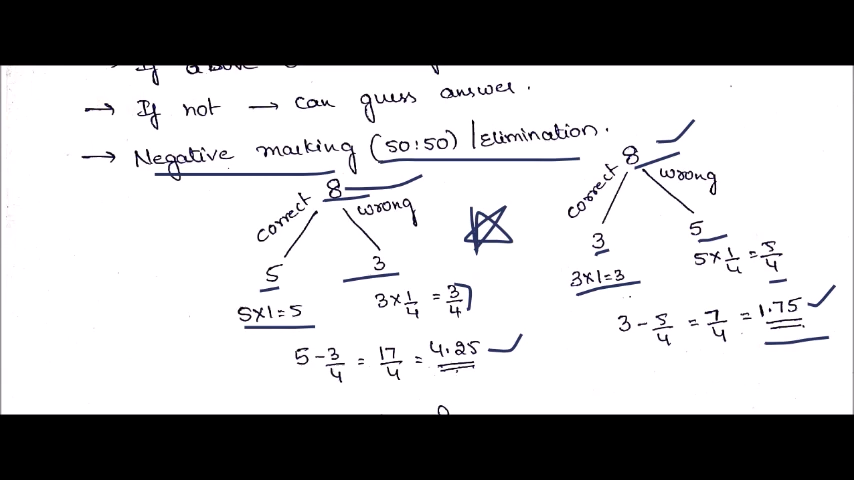 → If above
→ If not → can guess answer.
→ Negative marking (50:50) | Elimination.
8
correct wrong
5 3
5×1=5
3×1/4 = 3/4
5 - 3/4 = 17/4 = 4.25
8
correct wrong
3 5
3×1=3
5×1/4 = 5/4
3 - 5/4 = 7/4 = 1.75